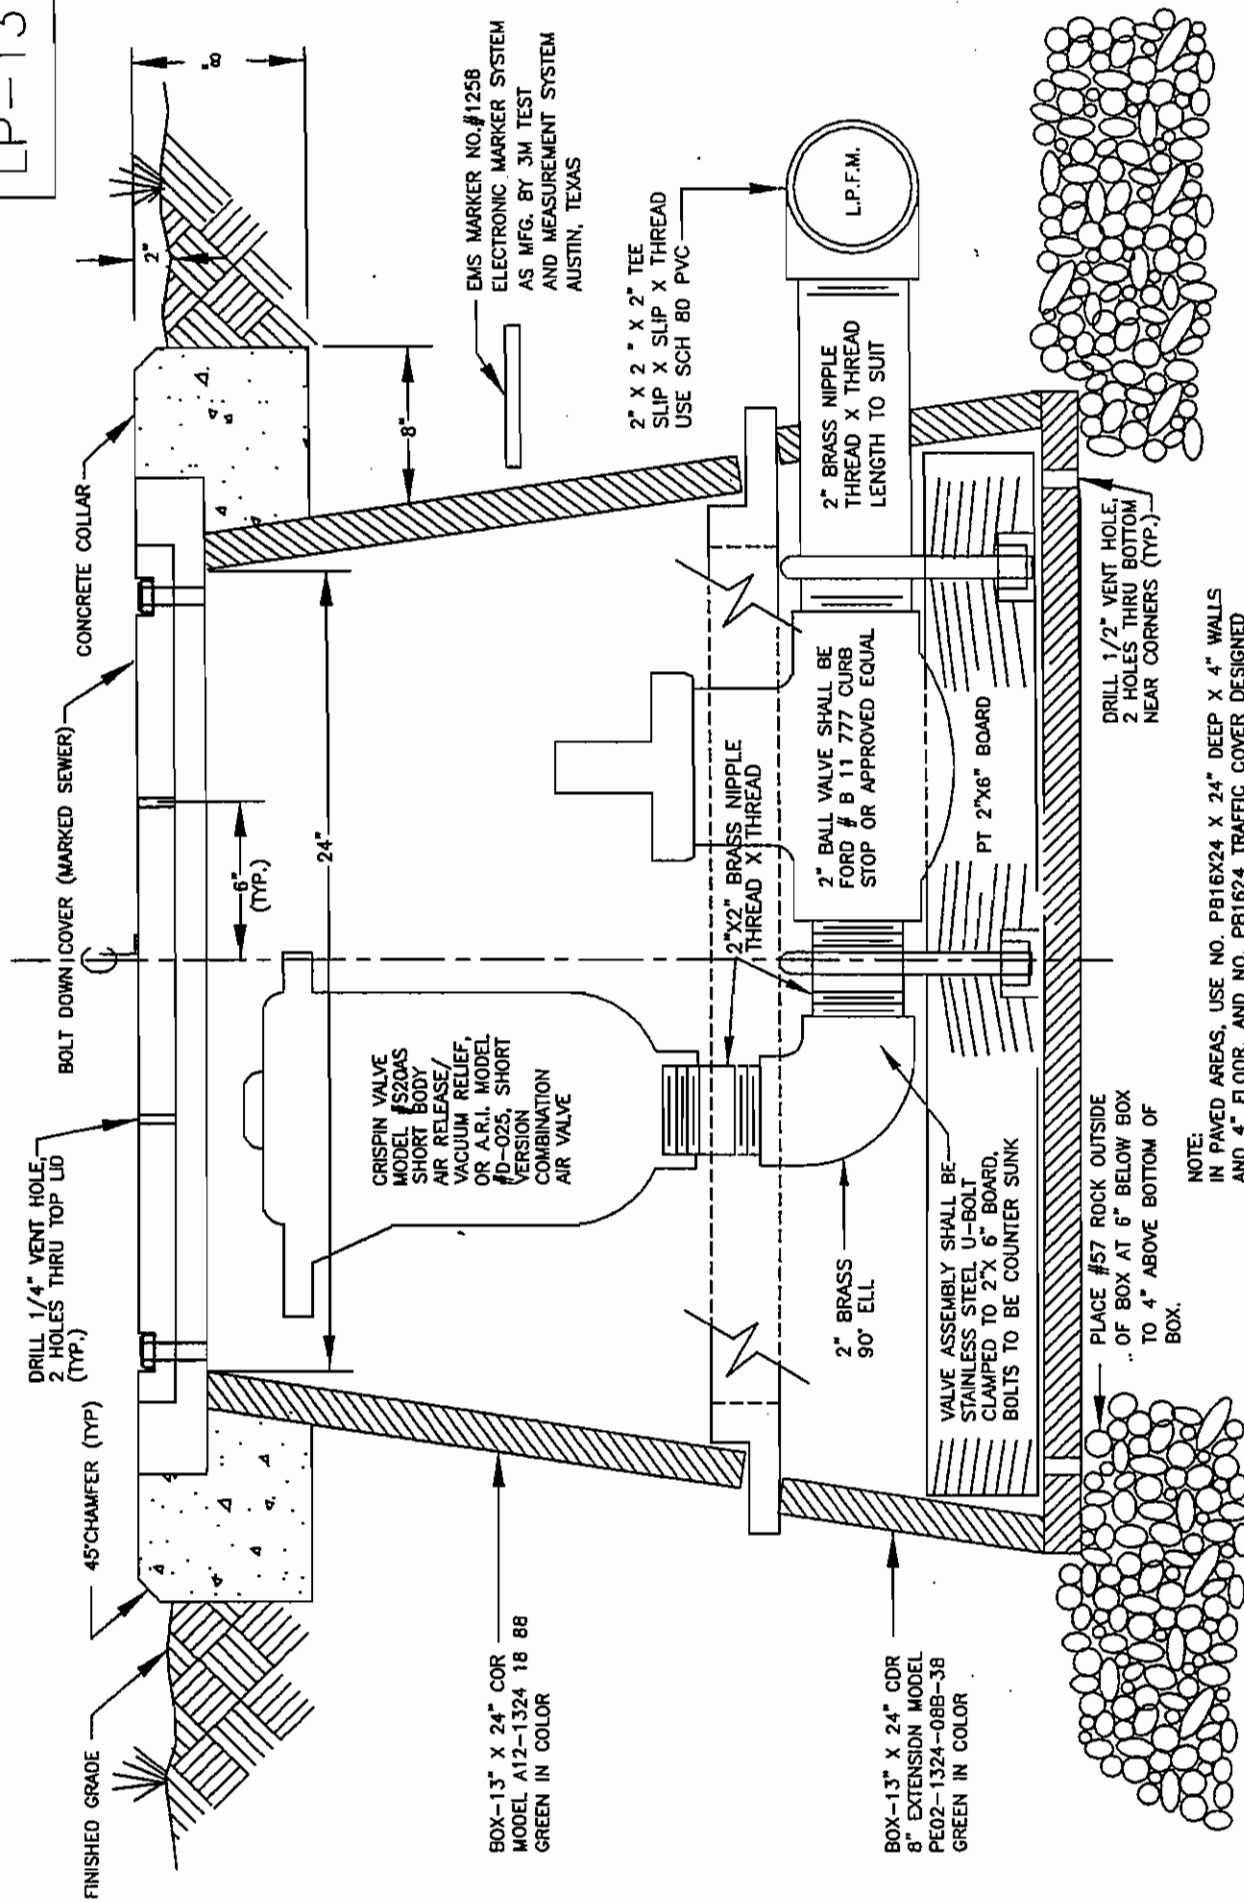 LP-15
DRILL 1/4" VENT HOLE,
2 HOLES THRU TOP LID
(TYP.)
BOLT DOWN COVER (MARKED SEWER)
CONCRETE COLLAR
FINISHED GRADE
45°CHAMFER (TYP)
2"
8"
6"
(TYP.)
24"
8"
EMS MARKER NO.#1258
ELECTRONIC MARKER SYSTEM
AS MFG. BY 3M TEST
AND MEASUREMENT SYSTEM
AUSTIN, TEXAS
CRISPIN VALVE
MODEL #S20AS
SHORT BODY
AIR RELEASE/
VACUUM RELIEF,
OR A.R.I. MODEL
#D-025, SHORT
VERSION
COMBINATION
AIR VALVE
BOX-13" X 24" COR
MODEL A12-1324 18 88
GREEN IN COLOR
2" X 2 " X 2" TEE
SLIP X SLIP X THREAD
USE SCH 80 PVC
2"X2" BRASS NIPPLE
THREAD X THREAD
2" BALL VALVE SHALL BE
FORD # B 11 777 CURB
STOP OR APPROVED EQUAL
2" BRASS NIPPLE
THREAD X THREAD
LENGTH TO SUIT
L.P.F.M.
2" BRASS
90° ELL
BOX-13" X 24" CDR
8" EXTENSION MODEL
PE02-1324-08B-38
GREEN IN COLOR
VALVE ASSEMBLY SHALL BE
STAINLESS STEEL U-BOLT
CLAMPED TO 2"X 6" BOARD,
BOLTS TO BE COUNTER SUNK
PT 2"X6" BOARD
PLACE #57 ROCK OUTSIDE
OF BOX AT 6" BELOW BOX
TO 4" ABOVE BOTTOM OF
BOX.
DRILL 1/2" VENT HOLE,
2 HOLES THRU BOTTOM
NEAR CORNERS (TYP.)
NOTE:
IN PAVED AREAS, USE NO. PB16X24 X 24" DEEP X 4" WALLS
AND 4" FLOOR, AND NO. PB1624 TRAFFIC COVER DESIGNED